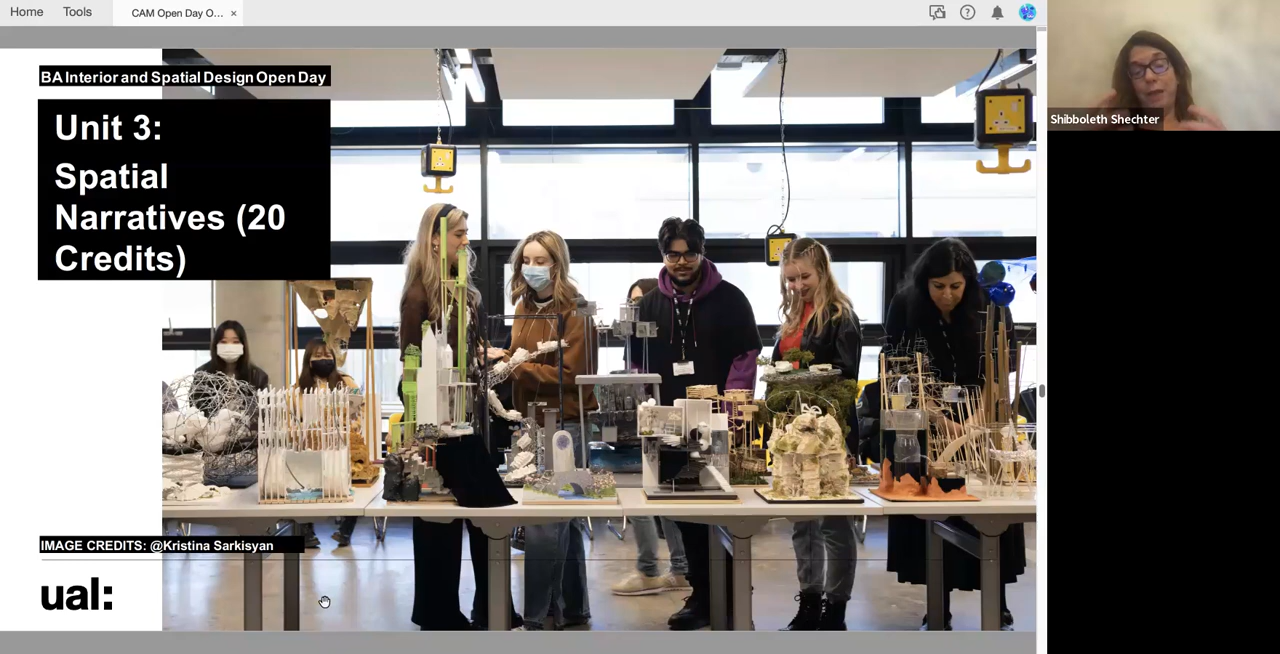 Home Tools CAM Open Day O... ×
BA Interior and Spatial Design Open Day
Unit 3:
Spatial
Narratives (20
Credits)
Shibboleth Shechter
IMAGE CREDITS: @Kristina Sarkisyan
ual: